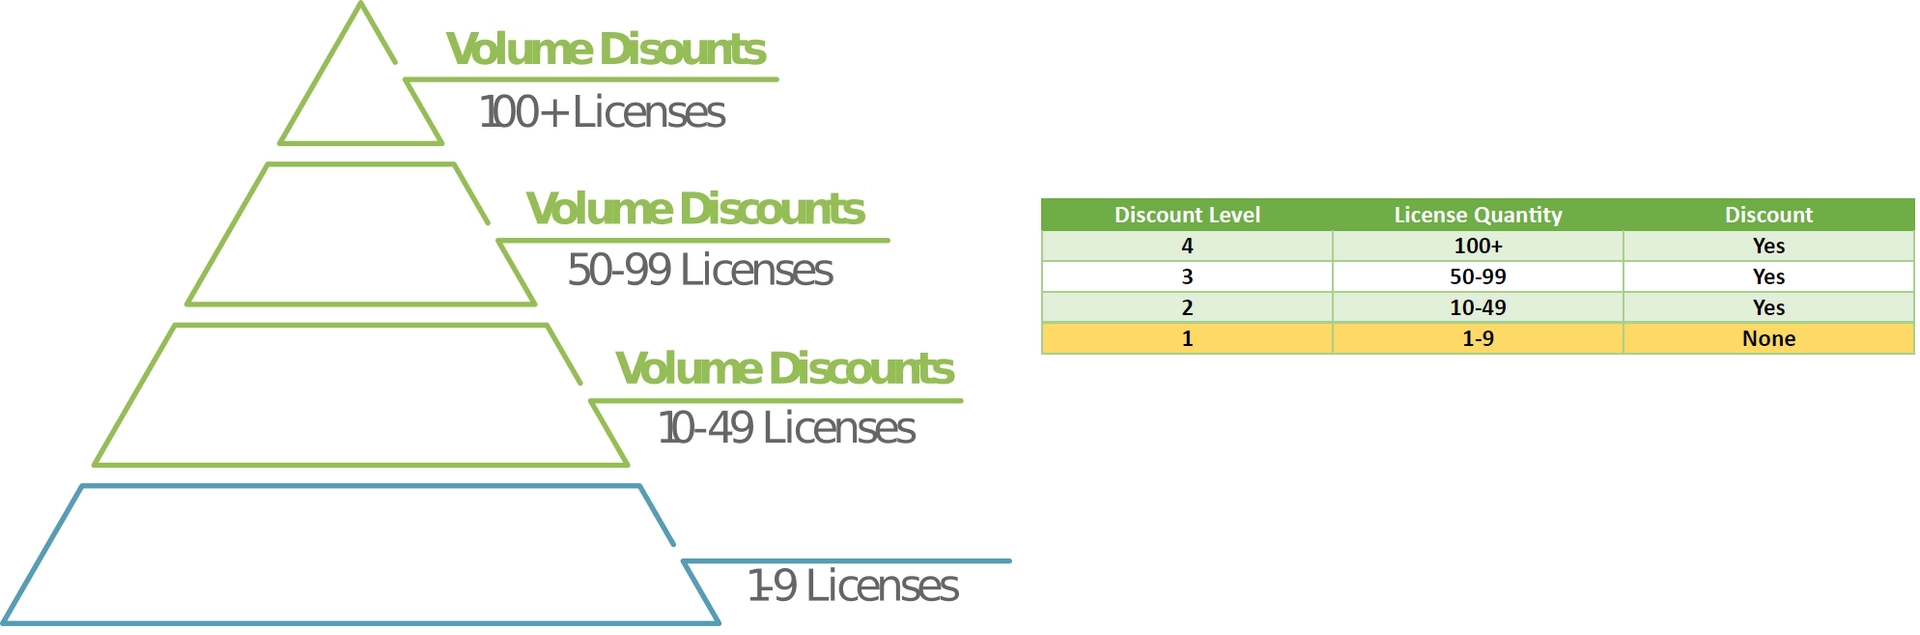 Volume Disounts
100+ Licenses
Volume Discounts
50-99 Licenses
Volume Discounts
10-49 Licenses
1-9 Licenses
Discount Level License Quantity Discount
4 100+ Yes
3 50-99 Yes
2 10-49 Yes
1 1-9 None